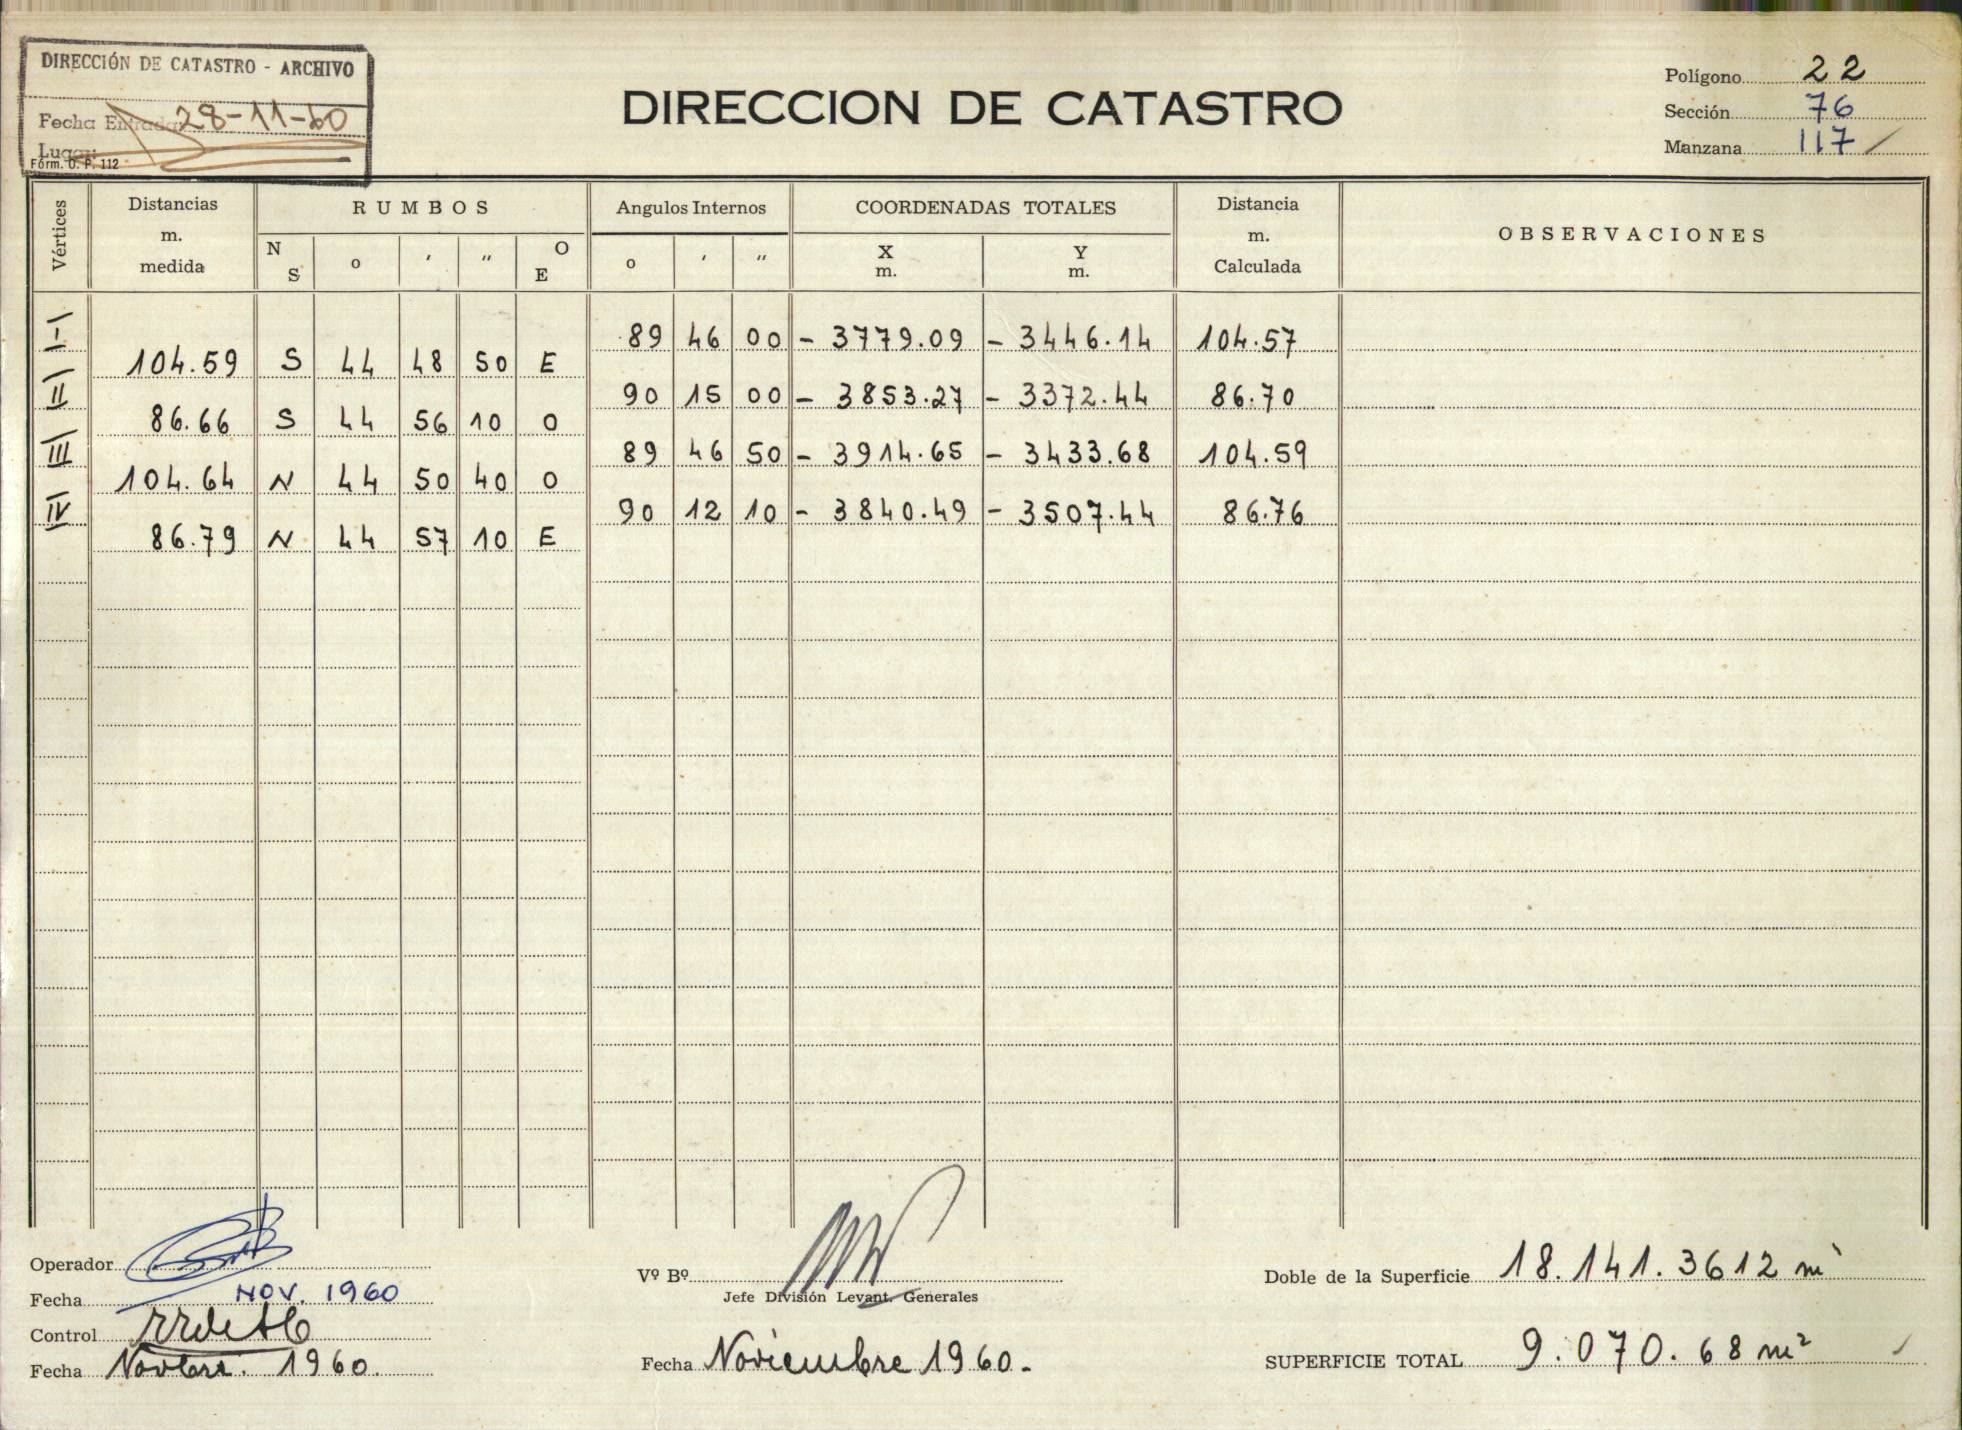 DIRECCIÓN DE CATASTRO - ARCHIVO
Fecha Entrada 28-11-60
Lugar:
Fórm. O. P. 112
DIRECCION DE CATASTRO
Polígono 22
Sección 76
Manzana 117
Vértices
Distancias m. medida
RUMBOS
N S o ' " O E
Angulos Internos
o ' "
COORDENADAS TOTALES
X m. Y m.
Distancia m. Calculada
OBSERVACIONES
I-I 89 46 00 - 3779.09 - 3446.14 104.57
104.59 S 44 48 50 E
II 90 15 00 - 3853.27 - 3372.44 86.70
86.66 S 44 56 10 O
III 89 46 50 - 3914.65 - 3433.68 104.59
104.64 N 44 50 40 O
IV 90 12 10 - 3840.49 - 3507.44 86.76
86.79 N 44 57 10 E
Operador
Fecha NOV. 1960
Control
Fecha Novbre. 1960.
Vº Bº
Jefe División Levant. Generales
Fecha Noviembre 1960.-
Doble de la Superficie 18.141.3612 m²
SUPERFICIE TOTAL 9.070.68 m²